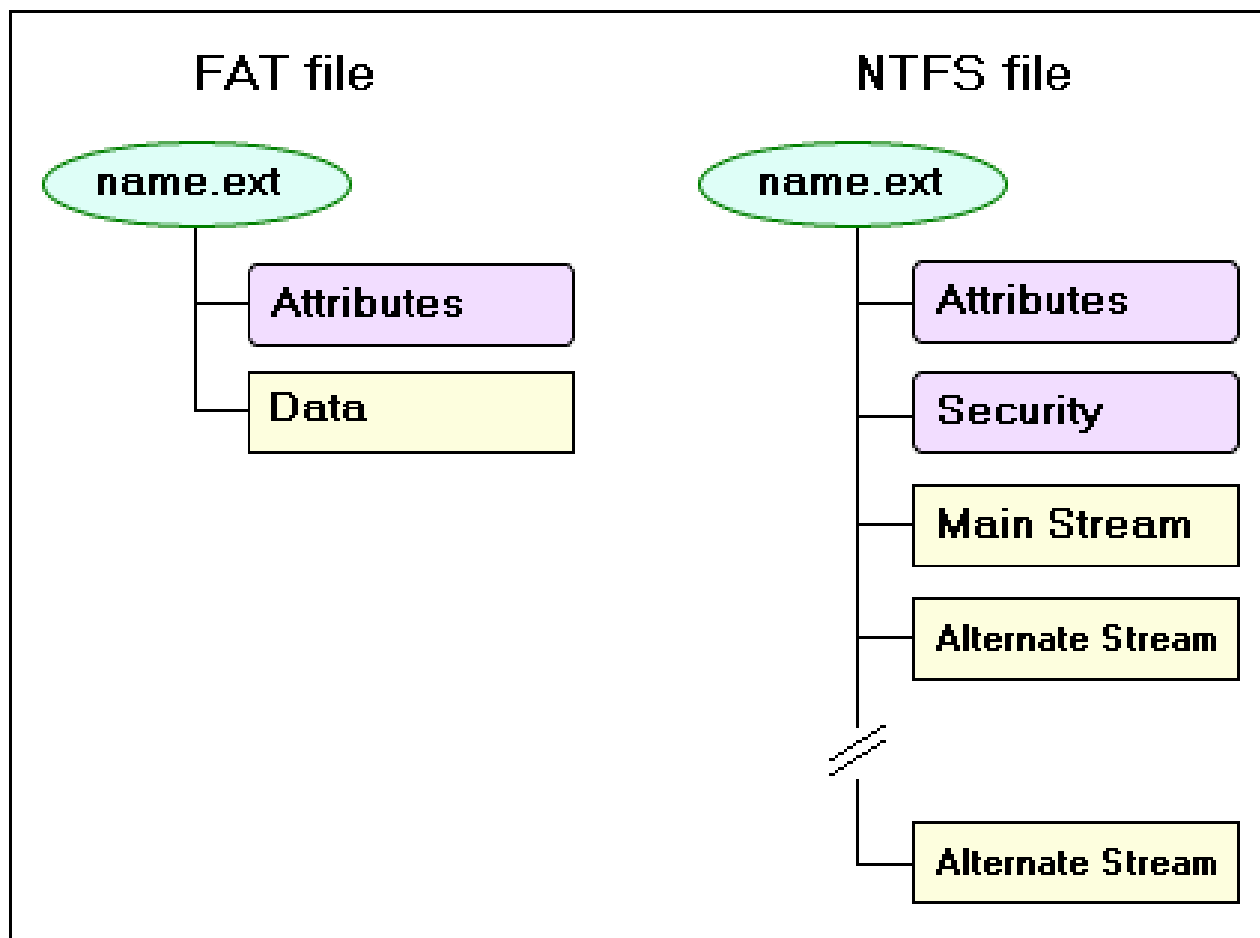 FAT file
name.ext
Attributes
Data
NTFS file
name.ext
Attributes
Security
Main Stream
Alternate Stream
Alternate Stream